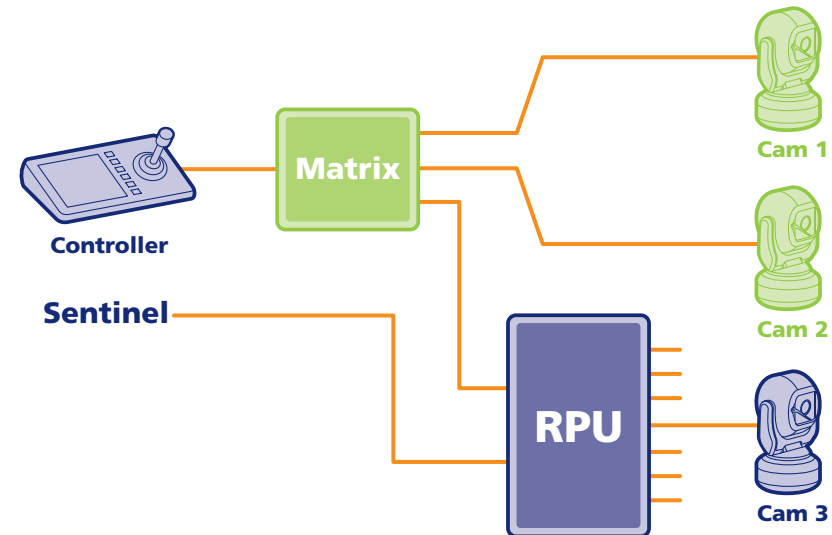 Matrix
Cam 1
Controller
Sentinel
Cam 2
RPU
Cam 3